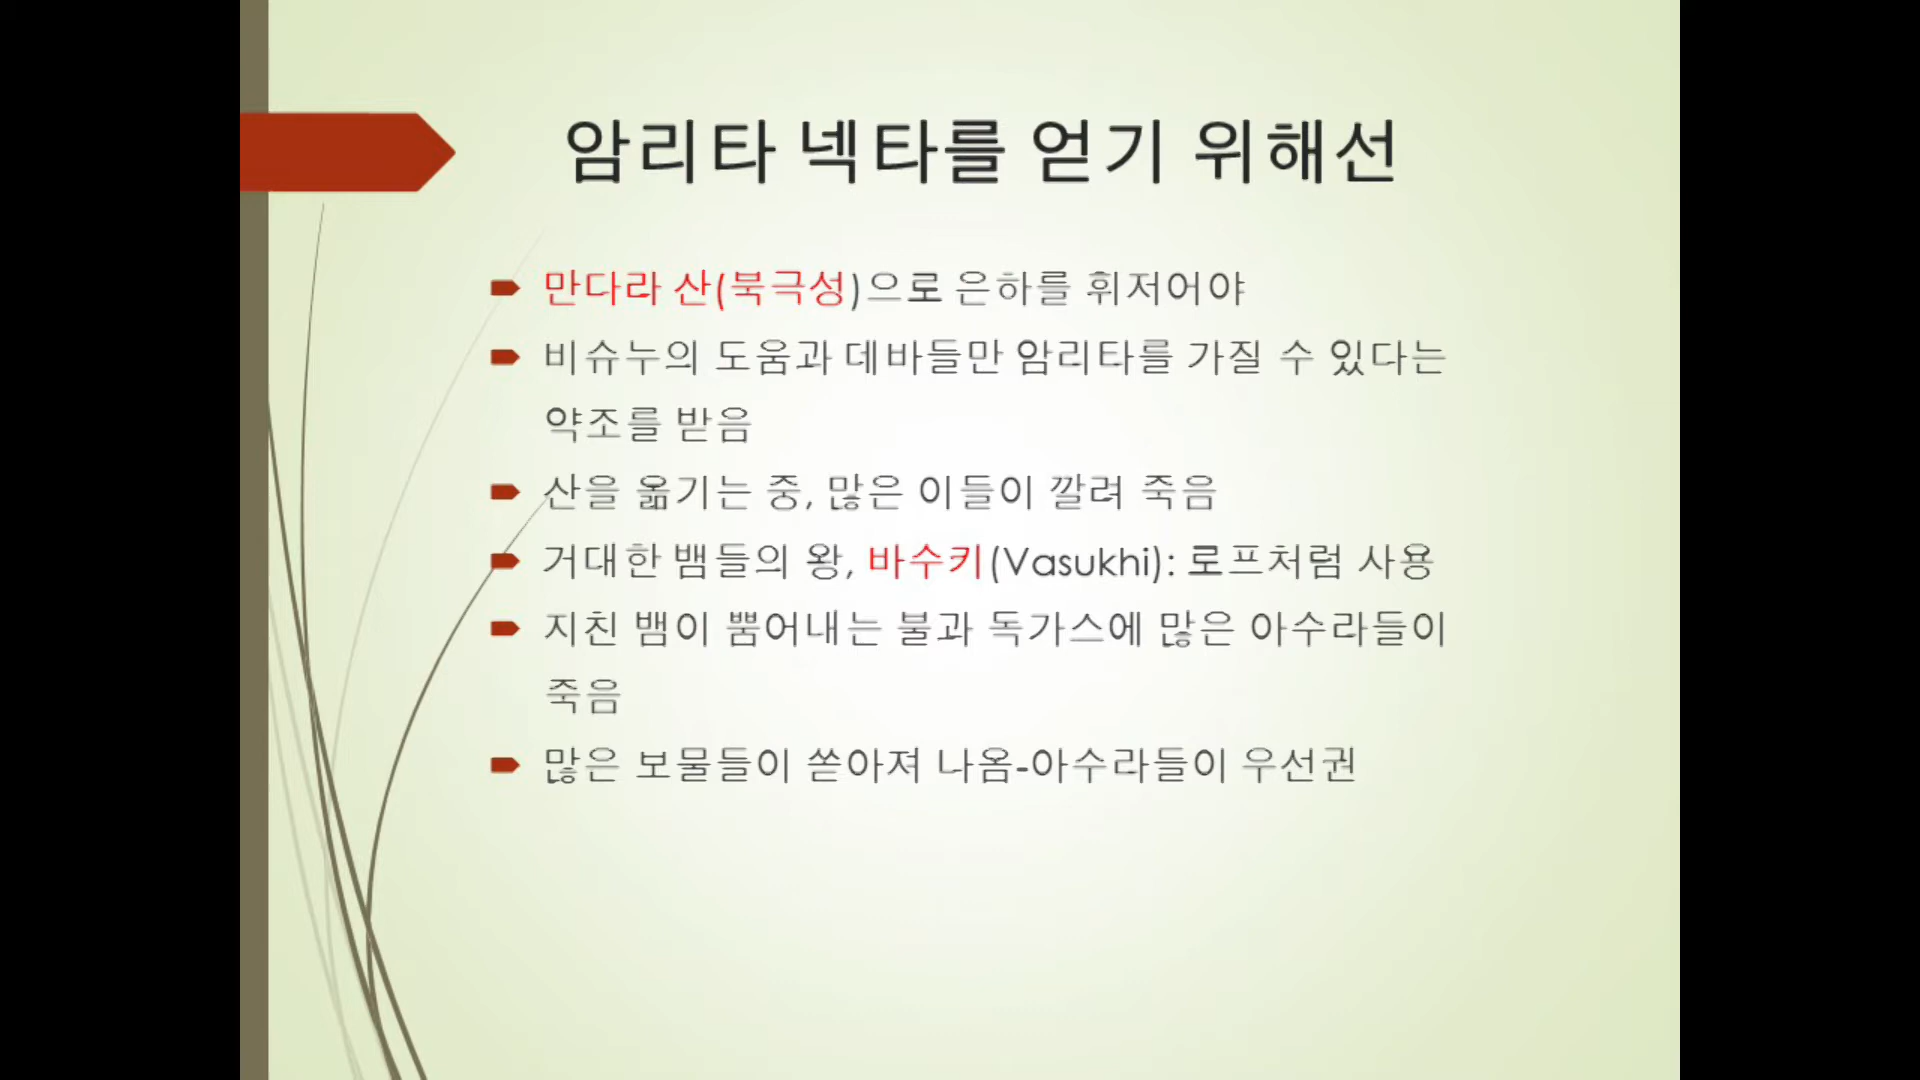 암리타 넥타를 얻기 위해선
만다라 산(북극성)으로 은하를 휘저어야
비슈누의 도움과 데바들만 암리타를 가질 수 있다는
약조를 받음
산을 옮기는 중, 많은 이들이 깔려 죽음
거대한 뱀들의 왕, 바수키(Vasukhi): 로프처럼 사용
지친 뱀이 뿜어내는 불과 독가스에 많은 아수라들이
죽음
많은 보물들이 쏟아져 나옴-아수라들이 우선권